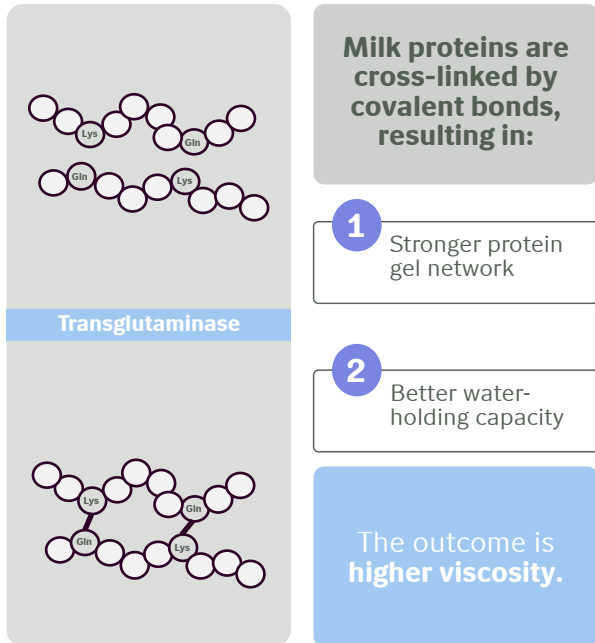 Lys
Gln
Gln
Lys
Transglutaminase
Lys
Gln
Gln
Lys
Milk proteins are
cross-linked by
covalent bonds,
resulting in:
1
Stronger protein
gel network
2
Better water-
holding capacity
The outcome is
higher viscosity.